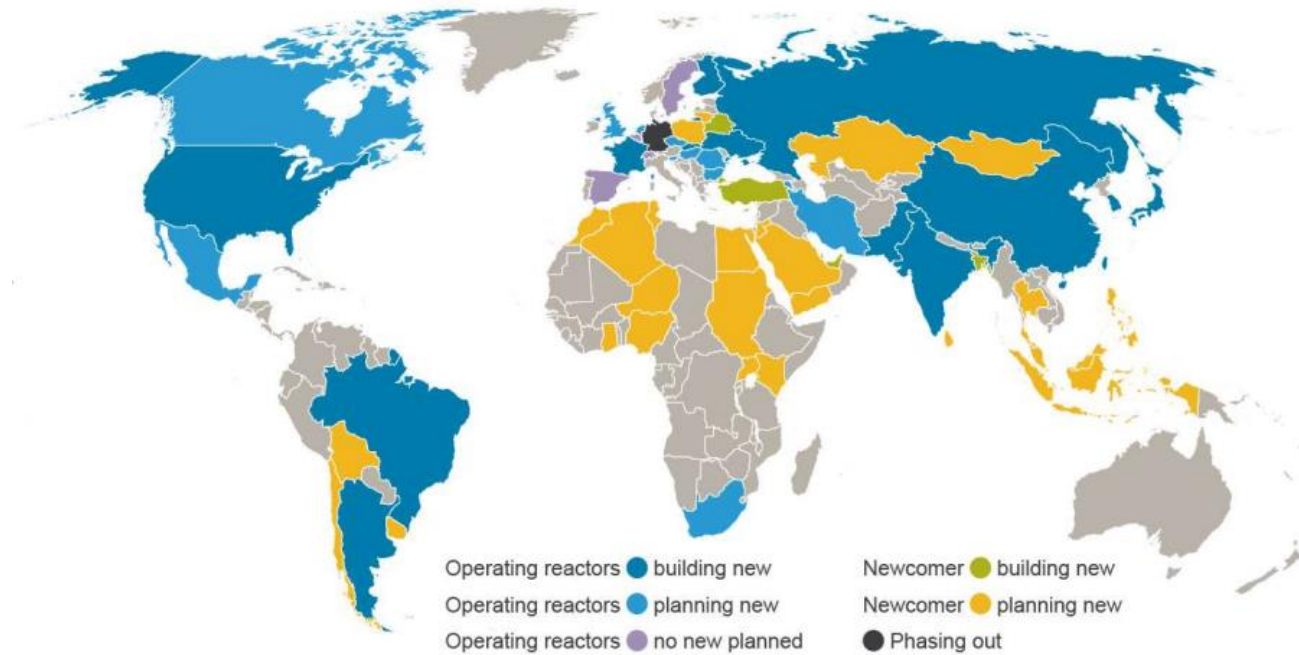 Operating reactors building new
Operating reactors planning new
Operating reactors no new planned
Newcomer building new
Newcomer planning new
Phasing out